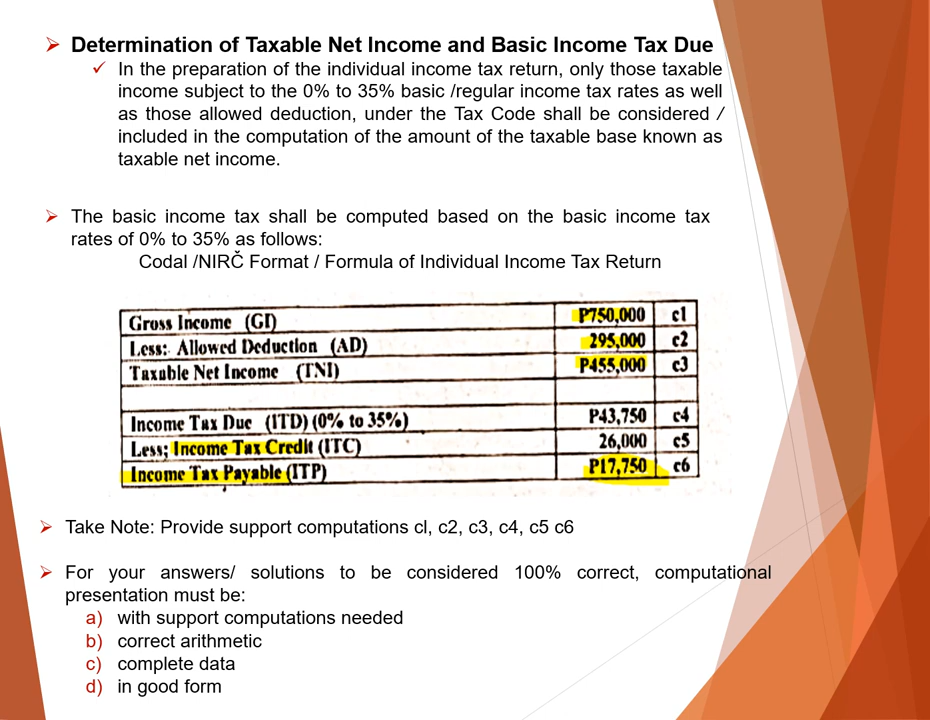 Determination of Taxable Net Income and Basic Income Tax Due
In the preparation of the individual income tax return, only those taxable
income subject to the 0% to 35% basic /regular income tax rates as well
as those allowed deduction, under the Tax Code shall be considered /
included in the computation of the amount of the taxable base known as
taxable net income.
The basic income tax shall be computed based on the basic income tax
rates of 0% to 35% as follows:
Codal /NIRČ Format / Formula of Individual Income Tax Return
Gross Income (GI) P750,000 c1
Less: Allowed Deduction (AD) 295,000 c2
Taxable Net Income (TNI) P455,000 c3
Income Tax Due (ITD) (0% to 35%) P43,750 c4
Less; Income Tax Credit (ITC) 26,000 c5
Income Tax Payable (ITP) P17,750 c6
Take Note: Provide support computations cl, c2, c3, c4, c5 c6
For your answers/ solutions to be considered 100% correct, computational
presentation must be:
a) with support computations needed
b) correct arithmetic
c) complete data
d) in good form